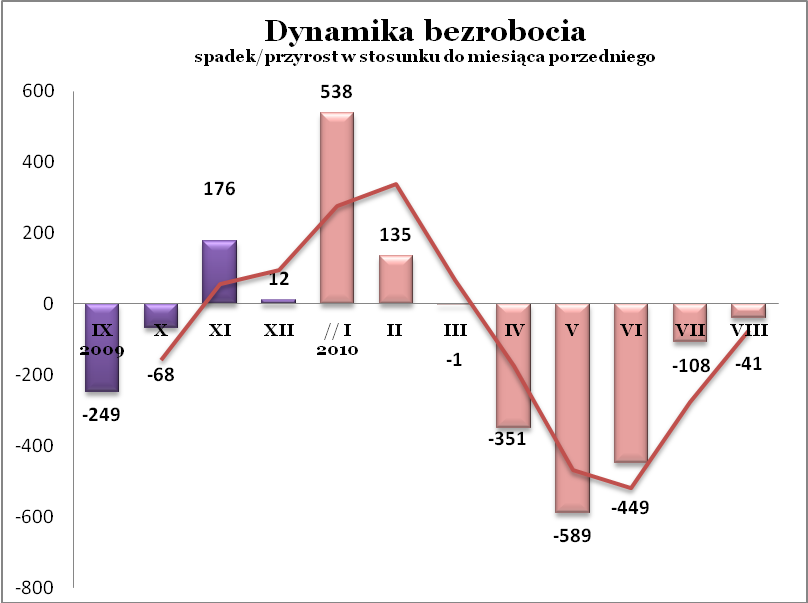 Dynamika bezrobocia
spadek/przyrost w stosunku do miesiąca porzedniego
600
400
200
0
-200
-400
-600
-800
538
176
135
12
IX
2009
X
XI
XII
// I
2010
II
III
IV
V
VI
VII
VIII
-249
-68
-1
-351
-589
-449
-108
-41